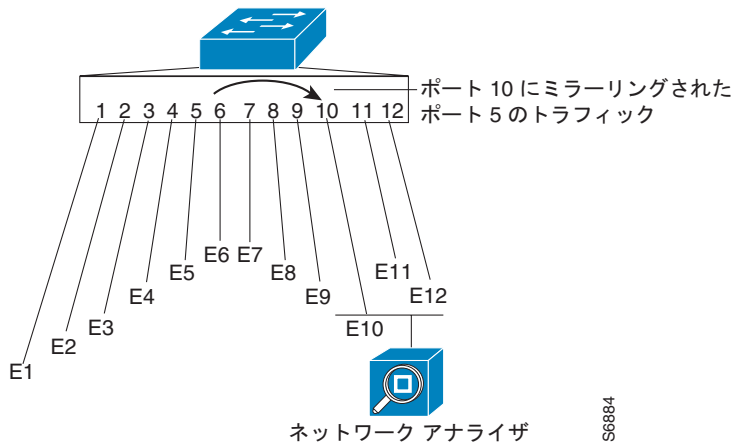 ポート 10 にミラーリングされた
ポート 5 のトラフィック
1 2 3 4 5 6 7 8 9 10 11 12
E6 E7
E5 E8 E11
E4 E9 E12
E3 E10
E2
E1
ネットワーク アナライザ
S6884